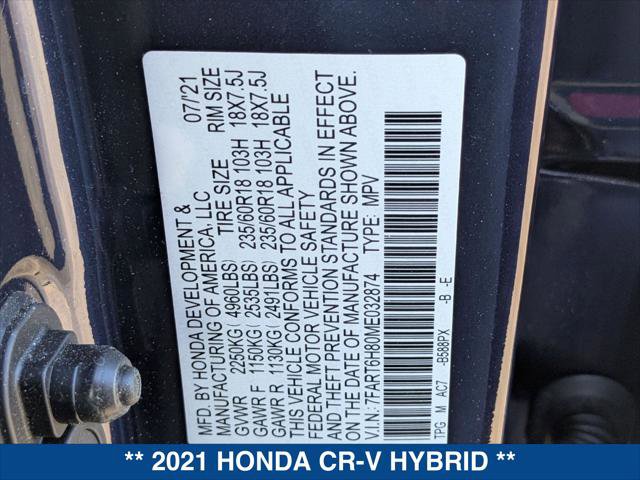 MFD. BY HONDA DEVELOPMENT & 07/'21
MANUFACTURING OF AMERICA, LLC
TIRE SIZE RIM SIZE
GVWR 2250KG( 4960LBS)
GAWR F 1150KG( 2535LBS) 235/60R18 103H 18X7.5J
GAWR R 1130KG( 2491LBS) 235/60R18 103H 18X7.5J
THIS VEHICLE CONFORMS TO ALL APPLICABLE
FEDERAL MOTOR VEHICLE SAFETY
AND THEFT PREVENTION STANDARDS IN EFFECT
ON THE DATE OF MANUFACTURE SHOWN ABOVE.
V.I.N: 7FART6H80ME032874 TYPE: MPV
TPG M AC7 -B588PX -B -E
** 2021 HONDA CR-V HYBRID **